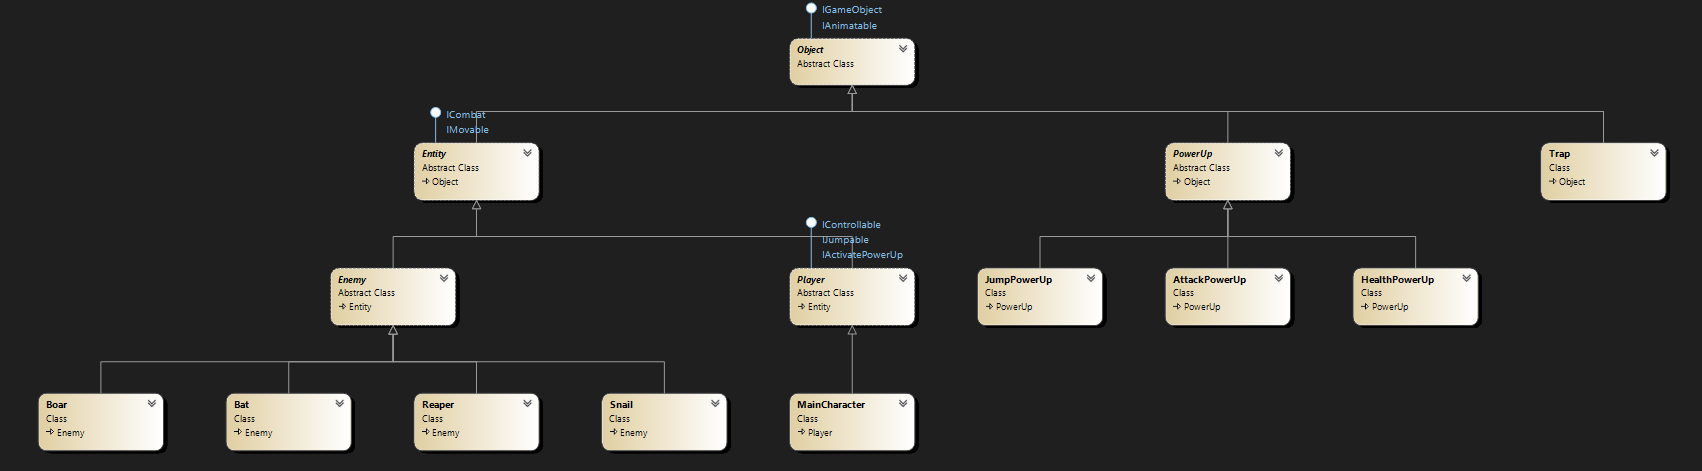 IGameObject
IAnimatable
Object
Abstract Class
ICombat
IMovable
Entity
Abstract Class
Object
PowerUp
Abstract Class
Object
Trap
Class
Object
IControllable
IJumpable
IActivatePowerUp
Enemy
Abstract Class
Entity
Player
Abstract Class
Entity
JumpPowerUp
Class
PowerUp
AttackPowerUp
Class
PowerUp
HealthPowerUp
Class
PowerUp
Boar
Class
Enemy
Bat
Class
Enemy
Reaper
Class
Enemy
Snail
Class
Enemy
MainCharacter
Class
Player